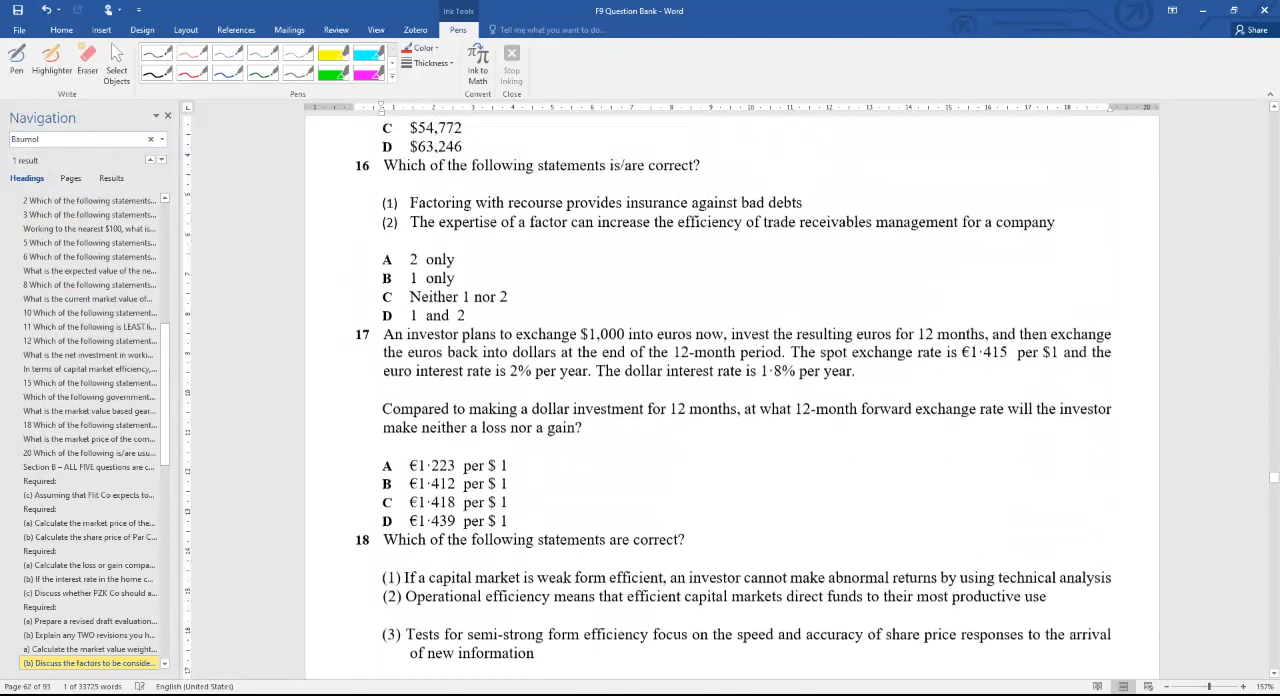 Ink Tools
F9 Question Bank - Word
File Home Insert Design Layout References Mailings Review View Zotero Pens Tell me what you want to do... Share
Pen Highlighter Eraser Select Objects
Color
Thickness
Ink to Math Stop Inking
Write Pens Convert Close
Navigation
Baumol
1 result
Headings Pages Results
2 Which of the following statements...
3 Which of the following statements...
Working to the nearest $100, what is...
5 Which of the following statements...
6 Which of the following statements...
What is the expected value of the ne...
8 Which of the following statements...
What is the current market value of...
10 Which of the following statement...
11 Which of the following is LEAST li...
12 Which of the following statement...
What is the net investment in worki...
In terms of capital market efficiency,...
15 Which of the following statement...
Which of the following government...
What is the market value based gear...
18 Which of the following statement...
What is the market price of the com...
20 Which of the following is/are usu...
Section B – ALL FIVE questions are c...
Required:
(c) Assuming that Flit Co expects to...
Required:
(a) Calculate the market price of the...
(b) Calculate the share price of Par C...
Required:
(a) Calculate the loss or gain compa...
(b) If the interest rate in the home c...
(c) Discuss whether PZK Co should a...
Required:
(a) Prepare a revised draft evaluation...
(b) Explain any TWO revisions you h...
a) Calculate the market value weight...
(b) Discuss the factors to be conside...
C $54,772
D $63,246
16 Which of the following statements is/are correct?
(1) Factoring with recourse provides insurance against bad debts
(2) The expertise of a factor can increase the efficiency of trade receivables management for a company
A 2 only
B 1 only
C Neither 1 nor 2
D 1 and 2
17 An investor plans to exchange $1,000 into euros now, invest the resulting euros for 12 months, and then exchange
the euros back into dollars at the end of the 12-month period. The spot exchange rate is €1·415 per $1 and the
euro interest rate is 2% per year. The dollar interest rate is 1·8% per year.
Compared to making a dollar investment for 12 months, at what 12-month forward exchange rate will the investor
make neither a loss nor a gain?
A €1·223 per $ 1
B €1·412 per $ 1
C €1·418 per $ 1
D €1·439 per $ 1
18 Which of the following statements are correct?
(1) If a capital market is weak form efficient, an investor cannot make abnormal returns by using technical analysis
(2) Operational efficiency means that efficient capital markets direct funds to their most productive use
(3) Tests for semi-strong form efficiency focus on the speed and accuracy of share price responses to the arrival
of new information
Page 62 of 93 1 of 33725 words English (United States) 157%